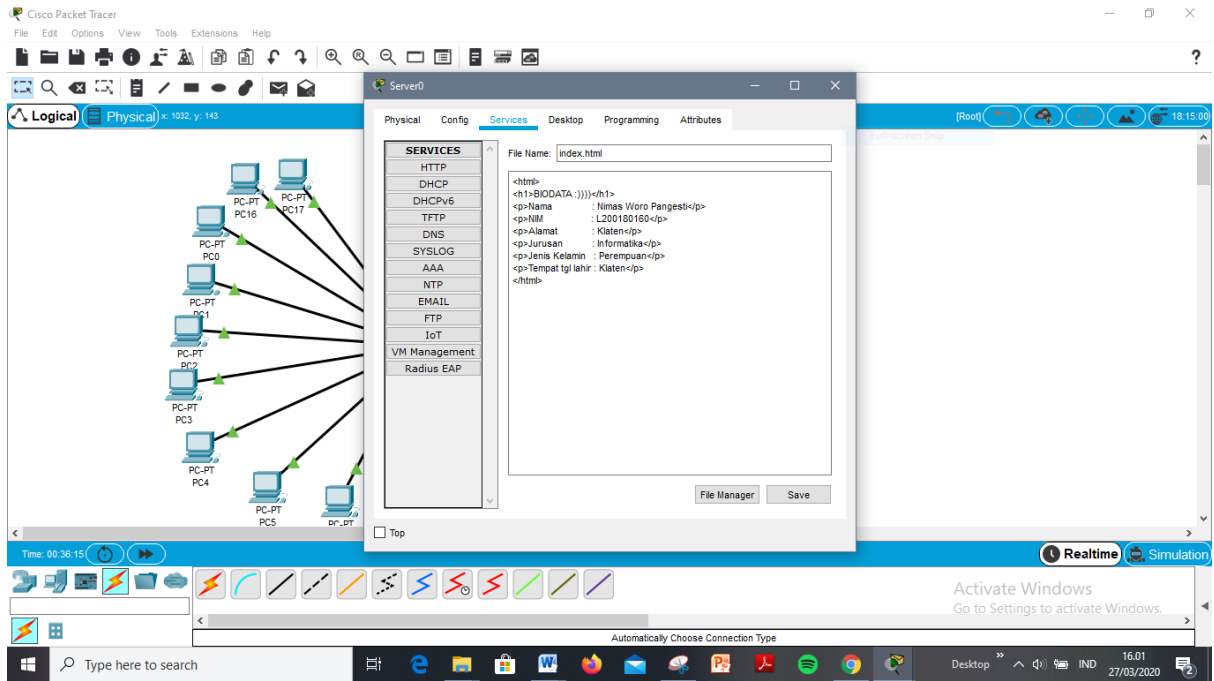 Cisco Packet Tracer
File Edit Options View Tools Extensions Help
?
Logical Physical x: 1032, y: 143
[Root] 18:15:00
Server0
Physical Config Services Desktop Programming Attributes
SERVICES
HTTP
DHCP
DHCPv6
TFTP
DNS
SYSLOG
AAA
NTP
EMAIL
FTP
IoT
VM Management
Radius EAP
File Name: index.html
<html>
<h1>BIODATA :))))</h1>
<p>Nama : Nimas Woro Pangesti</p>
<p>NIM : L200180160</p>
<p>Alamat : Klaten</p>
<p>Jurusan : Informatika</p>
<p>Jenis Kelamin : Perempuan</p>
<p>Tempat tgl lahir : Klaten</p>
</html>
File Manager Save
Top
Full-screen Snip
PC-PT
PC16
PC-PT
PC17
PC-PT
PC0
PC-PT
PC1
PC-PT
PC2
PC-PT
PC3
PC-PT
PC4
PC-PT
PC5
PC-PT
Time: 00:36:15
Realtime Simulation
Activate Windows
Go to Settings to activate Windows.
Automatically Choose Connection Type
Type here to search
Desktop IND
16.01
27/03/2020
2